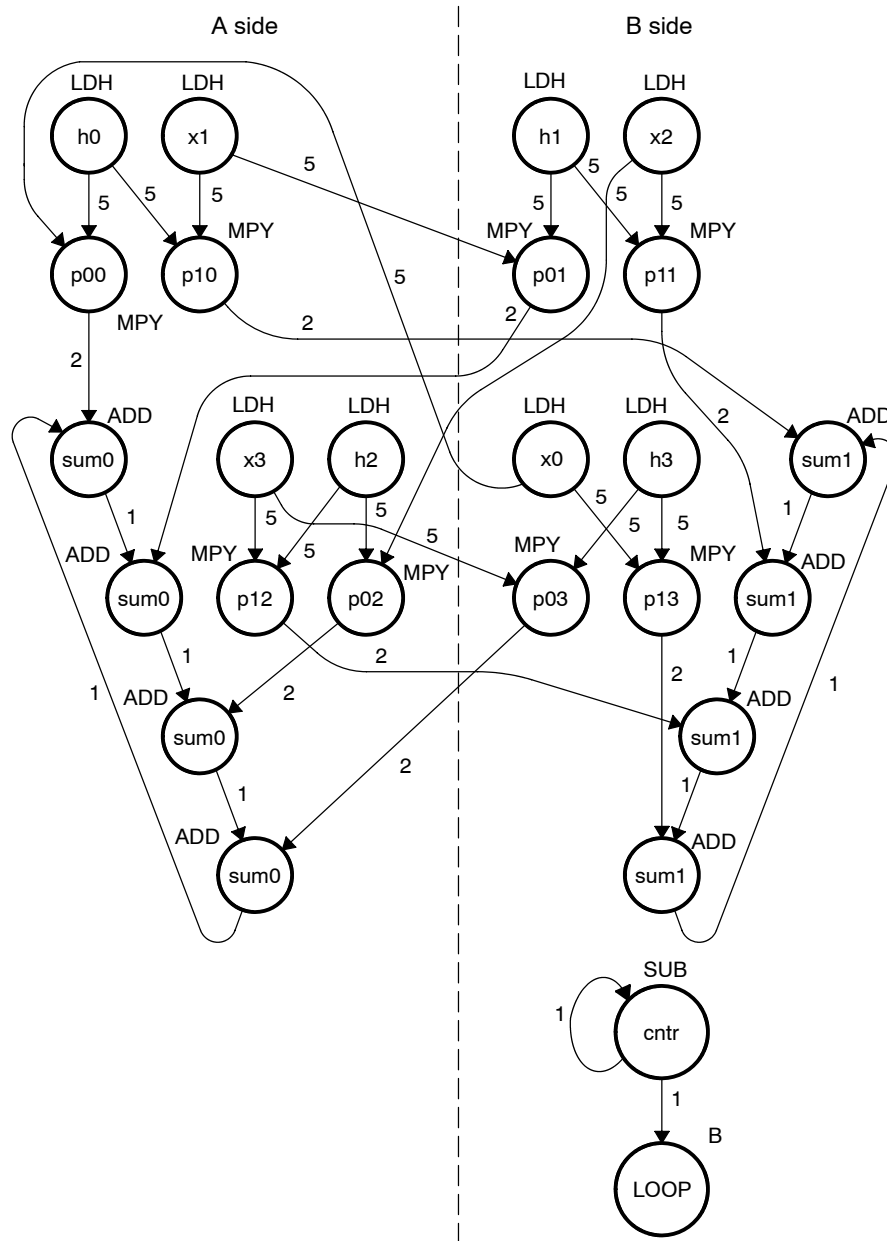 A side B side
LDH LDH LDH LDH
h0 x1 h1 x2
5 5 5 5 5 5 5 5
MPY MPY MPY
p00 p10 p01 p11
5
MPY 2 2
2
LDH LDH LDH LDH
ADD 2 ADD
sum0 x3 h2 x0 h3 sum1
1 5 5 5 5 5 5 5 1
ADD MPY MPY MPY MPY ADD
sum0 p12 p02 p03 p13 sum1
1 2 1
1 ADD 2 2 ADD 1
sum0 sum1
1 2 1
ADD ADD
sum0 sum1
SUB
1 cntr
1
B
LOOP